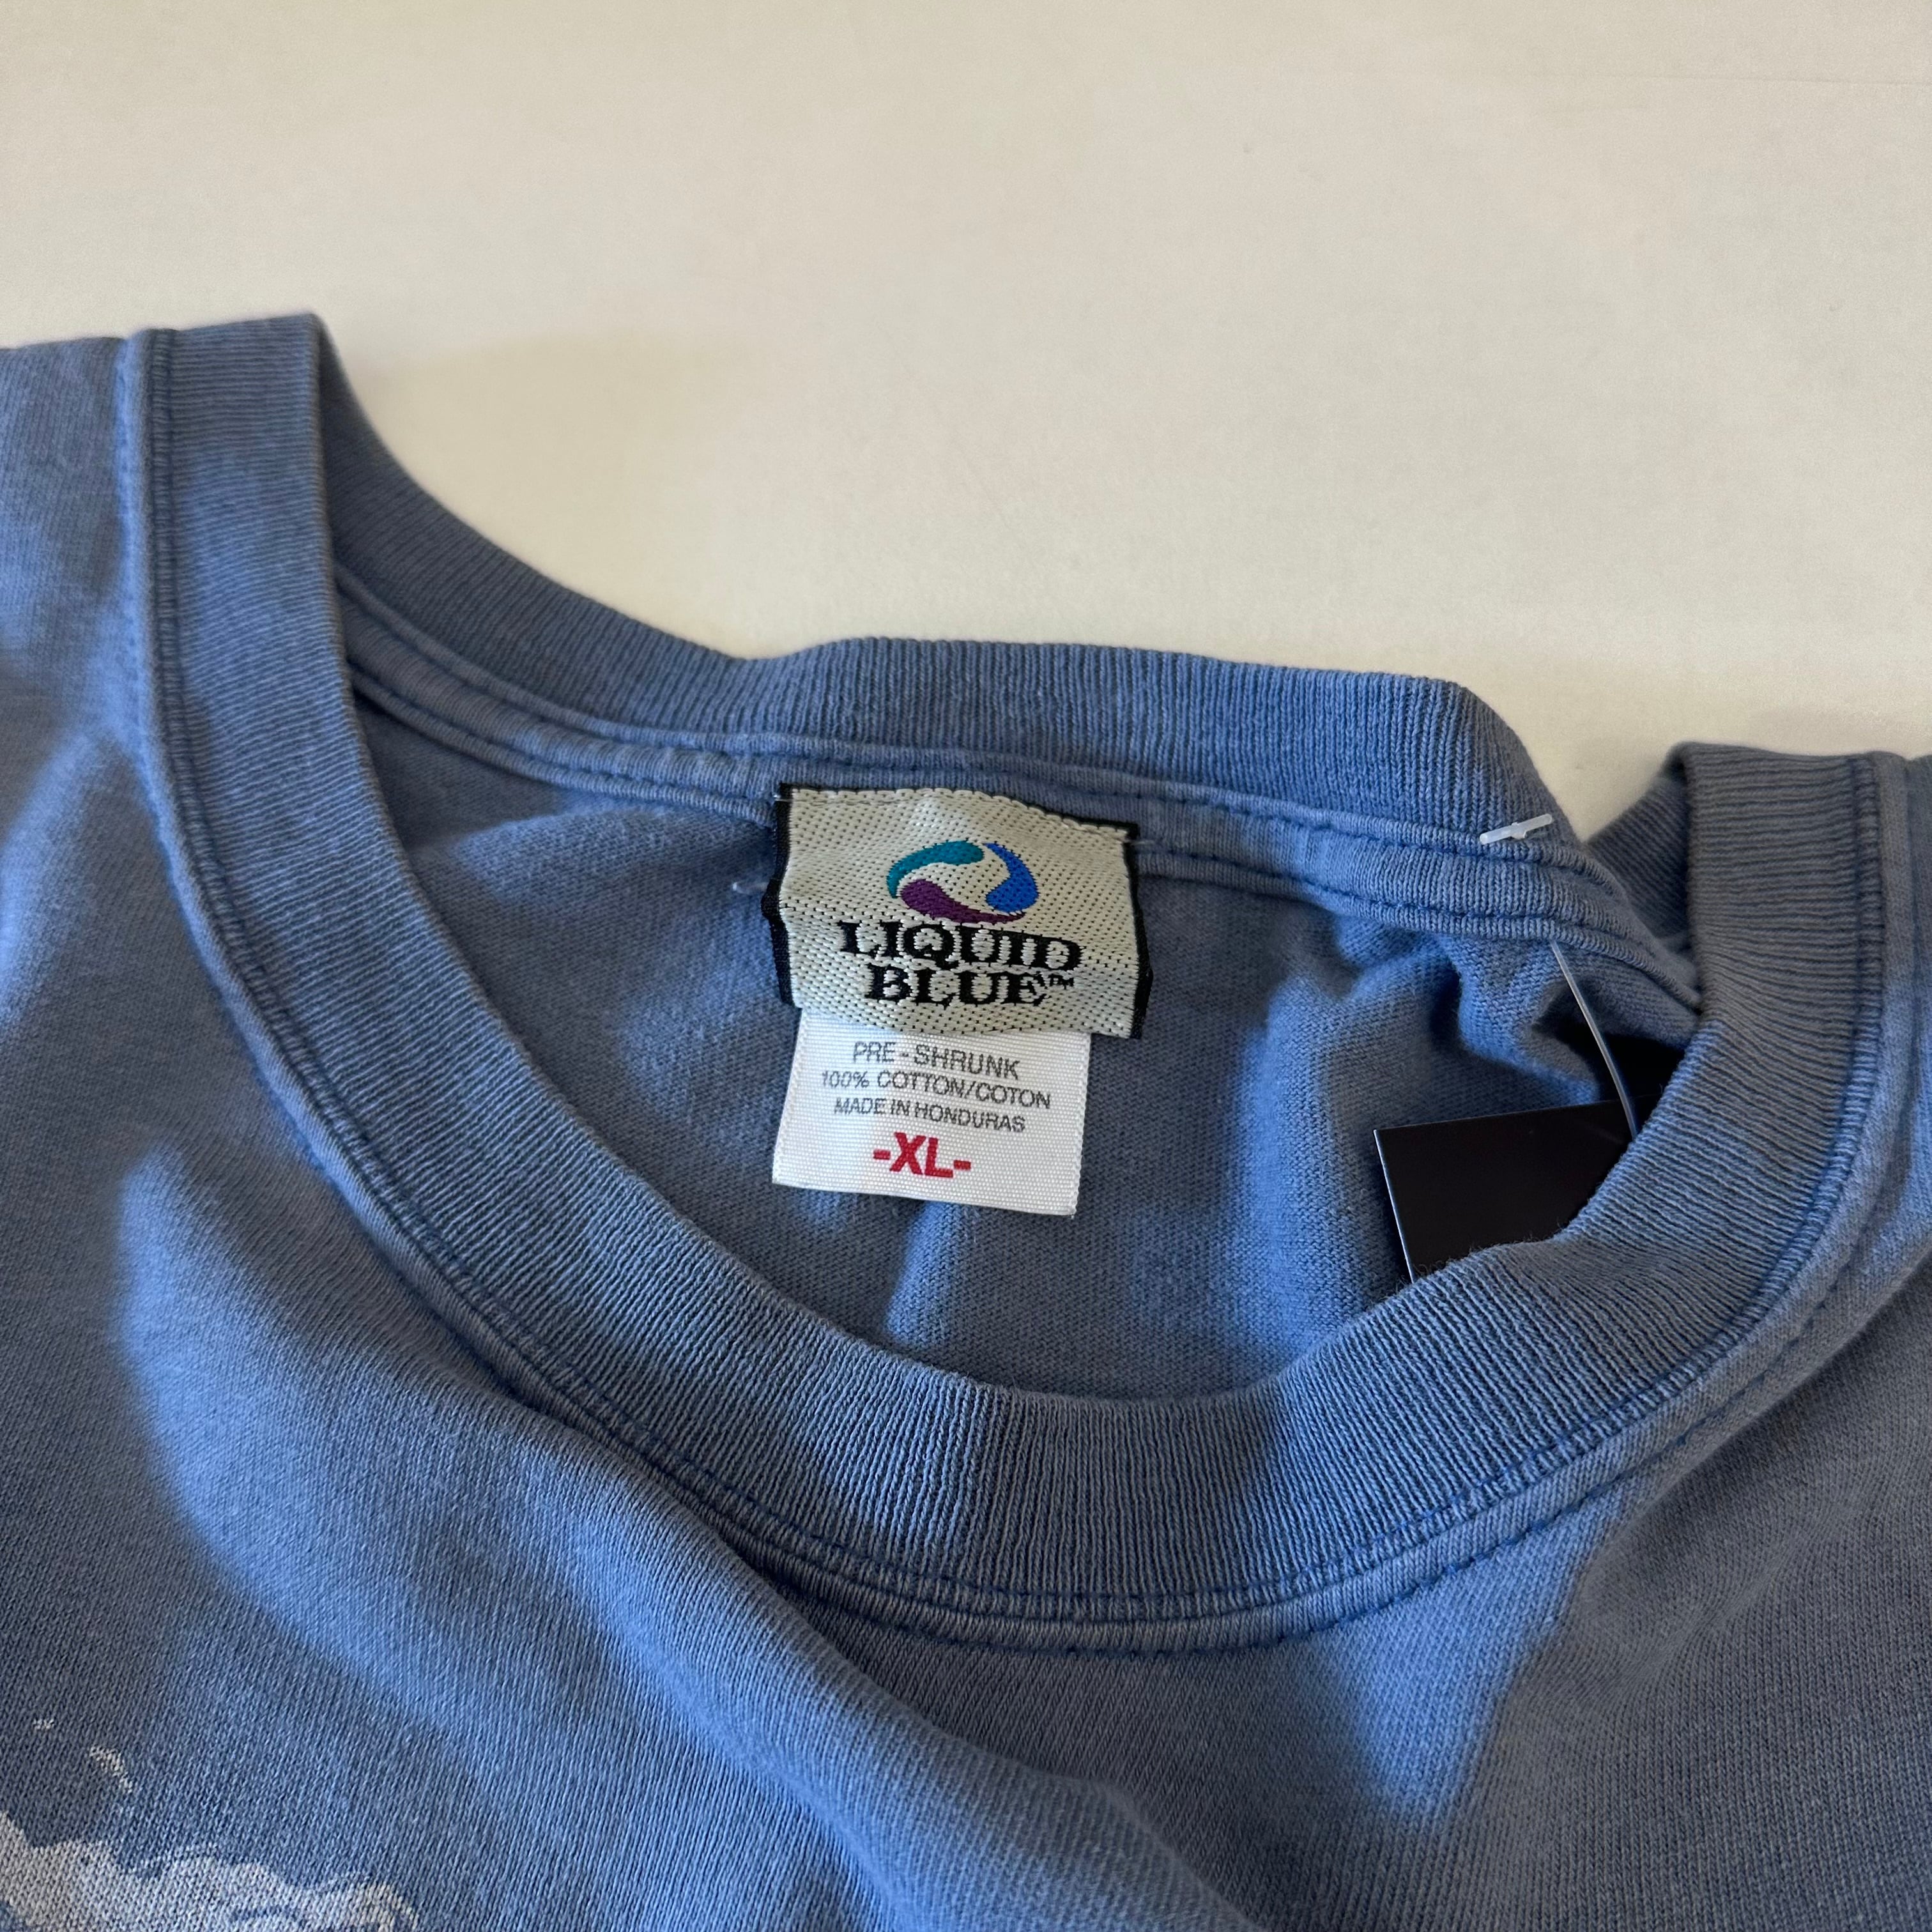 LIQUID
BLUE™
PRE-SHRUNK
100% COTTON/COTON
MADE IN HONDURAS
-XL-